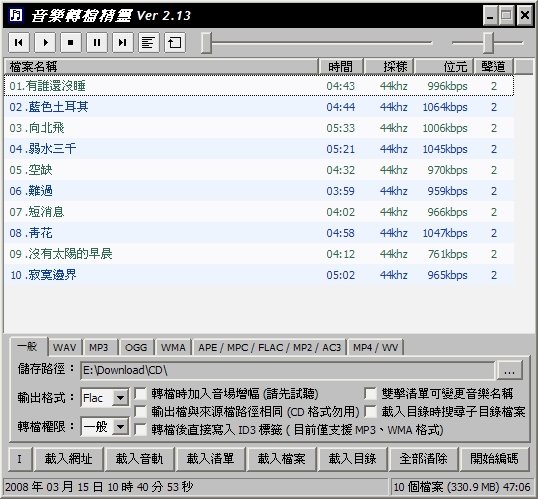 音樂轉檔精靈 Ver 2.13
檔案名稱 時間 採樣 位元 聲道
01.有誰還沒睡 04:43 44khz 996kbps 2
02 .藍色土耳其 04:44 44khz 1064kbps 2
03 .向北飛 05:33 44khz 1006kbps 2
04 .弱水三千 05:21 44khz 1045kbps 2
05 .空缺 04:32 44khz 970kbps 2
06 .難過 03:59 44khz 959kbps 2
07 .短消息 04:02 44khz 966kbps 2
08 .青花 04:58 44khz 1047kbps 2
09 .沒有太陽的早晨 04:12 44khz 761kbps 2
10 .寂寞邊界 05:02 44khz 965kbps 2
一般 WAV MP3 OGG WMA APE / MPC / FLAC / MP2 / AC3 MP4 / WV
儲存路徑： E:\Download\CD\ ...
輸出格式： Flac 轉檔時加入音場增幅 (請先試聽) 雙擊清單可變更音樂名稱
輸出檔與來源檔路徑相同 (CD 格式勿用) 載入目錄時搜尋子目錄檔案
轉檔權限： 一般 轉檔後直接寫入 ID3 標籤 ( 目前僅支援 MP3、WMA 格式)
I 載入網址 載入音軌 載入清單 載入檔案 載入目錄 全部清除 開始編碼
2008 年 03 月 15 日 10 時 40 分 53 秒 10 個檔案 (330.9 MB) 47:06